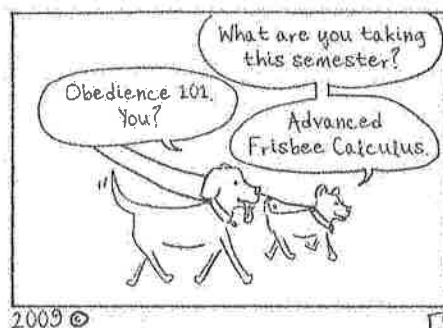 What are you taking
this semester?
Obedience 101.
You?
Advanced
Frisbee Calculus.
2009 ©